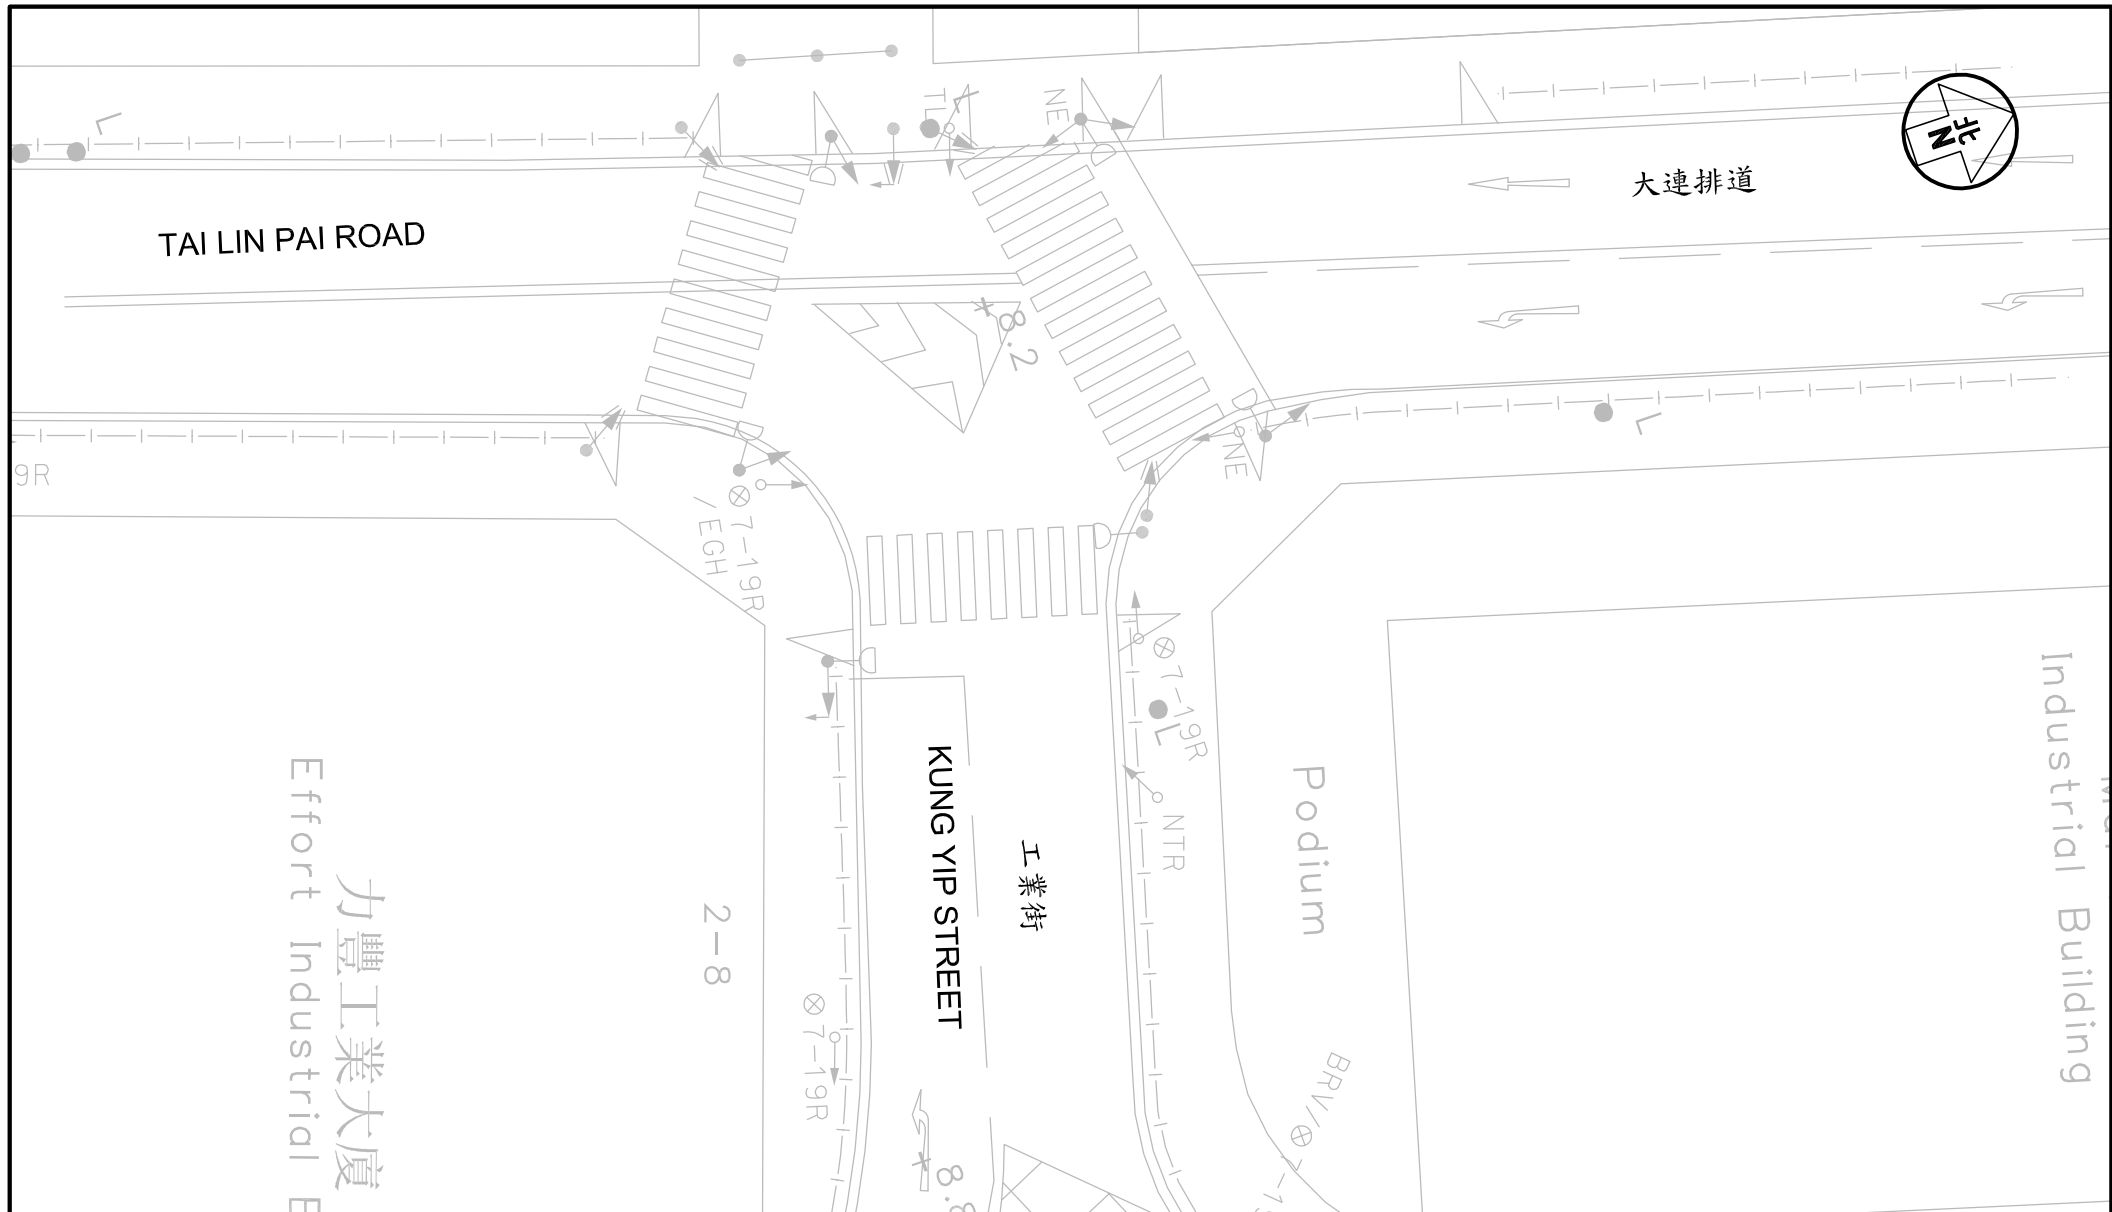 L
TL
L
NE
北
N
大連排道
TAI LIN PAI ROAD
8.2
L
9R
NE
7-19R
/EGH
7-19R
L
KUNG YIP STREET
工業街
NTR
Podium
Industrial Building
力豐工業大廈
Effort Industrial
2-8
7-19R
BRV/
8.8